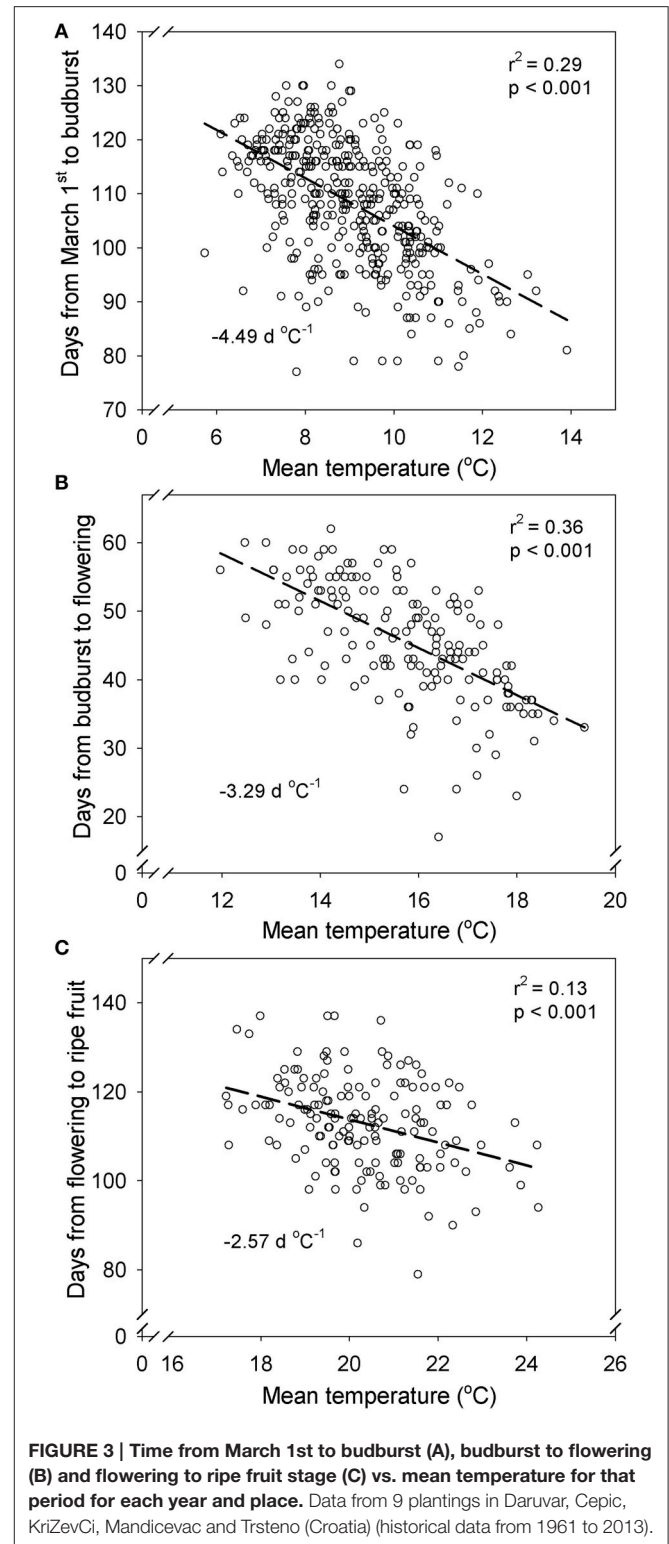 A
140
130
120
110
100
90
80
70
Days from March 1st to budburst
r2 = 0.29
p < 0.001
-4.49 d oC-1
0 6 8 10 12 14
Mean temperature (oC)
B
60
50
40
30
20
0
Days from budburst to flowering
r2 = 0.36
p < 0.001
-3.29 d oC-1
0 12 14 16 18 20
Mean temperature (oC)
C
140
120
100
80
0
Days from flowering to ripe fruit
r2 = 0.13
p < 0.001
-2.57 d oC-1
0 16 18 20 22 24 26
Mean temperature (oC)
FIGURE 3 | Time from March 1st to budburst (A), budburst to flowering
(B) and flowering to ripe fruit stage (C) vs. mean temperature for that
period for each year and place. Data from 9 plantings in Daruvar, Cepic,
KriZevCi, Mandicevac and Trsteno (Croatia) (historical data from 1961 to 2013).